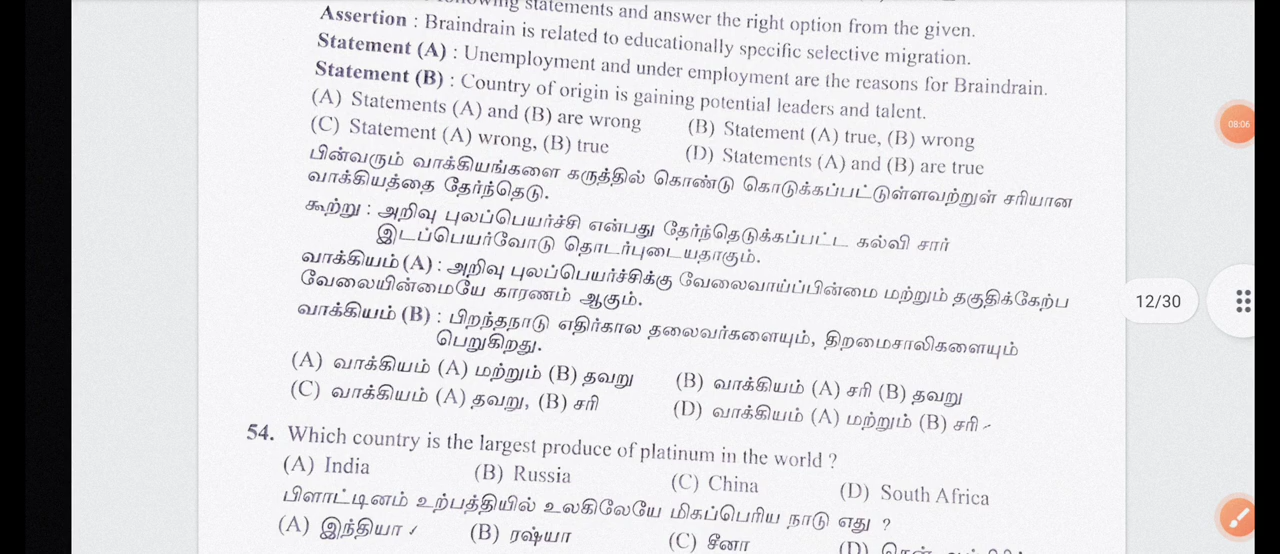 statements and answer the right option from the given.
Assertion : Braindrain is related to educationally specific selective migration.
Statement (A) : Unemployment and under employment are the reasons for Braindrain.
Statement (B) : Country of origin is gaining potential leaders and talent.
(A) Statements (A) and (B) are wrong (B) Statement (A) true, (B) wrong
(C) Statement (A) wrong, (B) true (D) Statements (A) and (B) are true
பின்வரும் வாக்கியங்களை கருத்தில் கொண்டு கொடுக்கப்பட்டுள்ளவற்றுள் சரியான
வாக்கியத்தை தேர்ந்தெடு.
கூற்று : அறிவு புலப்பெயர்ச்சி என்பது தேர்ந்தெடுக்கப்பட்ட கல்வி சார்
இடப்பெயர்வோடு தொடர்புடையதாகும்.
வாக்கியம் (A) : அறிவு புலப்பெயர்ச்சிக்கு வேலைவாய்ப்பின்மை மற்றும் தகுதிக்கேற்ப
வேலையின்மையே காரணம் ஆகும்.
வாக்கியம் (B) : பிறந்தநாடு எதிர்கால தலைவர்களையும், திறமைசாலிகளையும்
பெறுகிறது.
(A) வாக்கியம் (A) மற்றும் (B) தவறு (B) வாக்கியம் (A) சரி (B) தவறு
(C) வாக்கியம் (A) தவறு, (B) சரி (D) வாக்கியம் (A) மற்றும் (B) சரி
54. Which country is the largest produce of platinum in the world ?
(A) India (B) Russia (C) China (D) South Africa
பிளாட்டினம் உற்பத்தியில் உலகிலேயே மிகப்பெரிய நாடு எது ?
(A) இந்தியா (B) ரஷ்யா (C) சீனா (D)
08:06
12/30